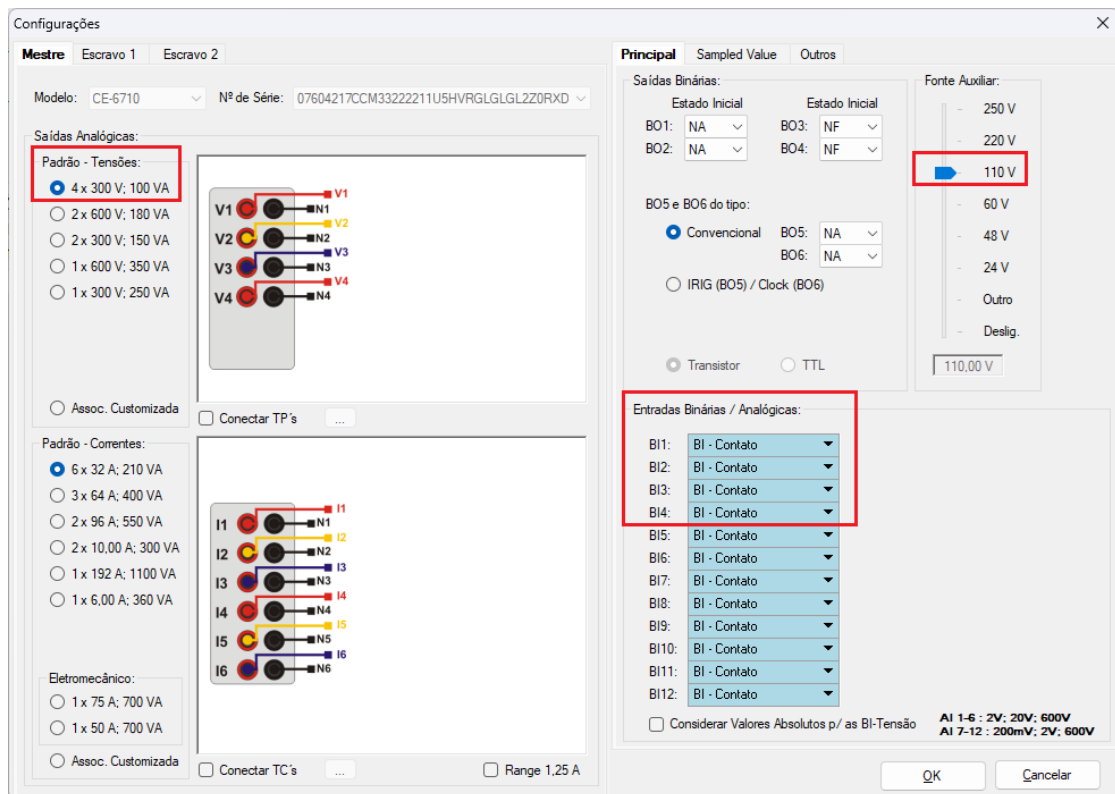 Configurações
Mestre Escravo 1 Escravo 2
Modelo: CE-6710 Nº de Série: 07604217CCM33222211U5HVRGLGLGL2Z0RXD
Saídas Analógicas:
Padrão - Tensões:
4 x 300 V; 100 VA
2 x 600 V; 180 VA
2 x 300 V; 150 VA
1 x 600 V; 350 VA
1 x 300 V; 250 VA
Assoc. Customizada
V1 V1 N1
V2 V2 N2
V3 V3 N3
V4 V4 N4
Conectar TP´s ...
Padrão - Correntes:
6 x 32 A; 210 VA
3 x 64 A; 400 VA
2 x 96 A; 550 VA
2 x 10,00 A; 300 VA
1 x 192 A; 1100 VA
1 x 6,00 A; 360 VA
Eletromecânico:
1 x 75 A; 700 VA
1 x 50 A; 700 VA
Assoc. Customizada
I1 I1 N1
I2 I2 N2
I3 I3 N3
I4 I4 N4
I5 I5 N5
I6 I6 N6
Conectar TC´s ... Range 1,25 A
Principal Sampled Value Outros
Saídas Binárias:
Estado Inicial Estado Inicial
BO1: NA BO3: NF
BO2: NA BO4: NF
BO5 e BO6 do tipo:
Convencional BO5: NA
BO6: NA
IRIG (BO5) / Clock (BO6)
Transistor TTL
Fonte Auxiliar:
250 V
220 V
110 V
60 V
48 V
24 V
Outro
Deslig.
110,00 V
Entradas Binárias / Analógicas:
BI1: BI - Contato
BI2: BI - Contato
BI3: BI - Contato
BI4: BI - Contato
BI5: BI - Contato
BI6: BI - Contato
BI7: BI - Contato
BI8: BI - Contato
BI9: BI - Contato
BI10: BI - Contato
BI11: BI - Contato
BI12: BI - Contato
Considerar Valores Absolutos p/ as BI-Tensão
AI 1-6 : 2V; 20V; 600V
AI 7-12 : 200mV; 2V; 600V
OK Cancelar